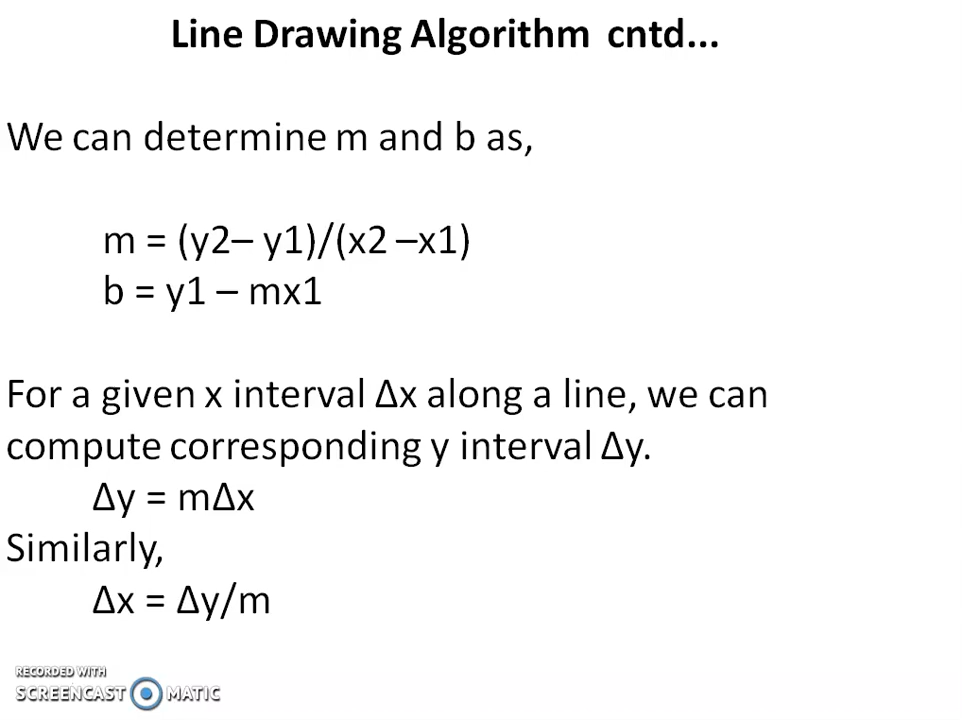 Line Drawing Algorithm cntd...
We can determine m and b as,
m = (y2– y1)/(x2 –x1)
b = y1 – mx1
For a given x interval Δx along a line, we can
compute corresponding y interval Δy.
Δy = mΔx
Similarly,
Δx = Δy/m
RECORDED WITH
SCREENCAST MATIC